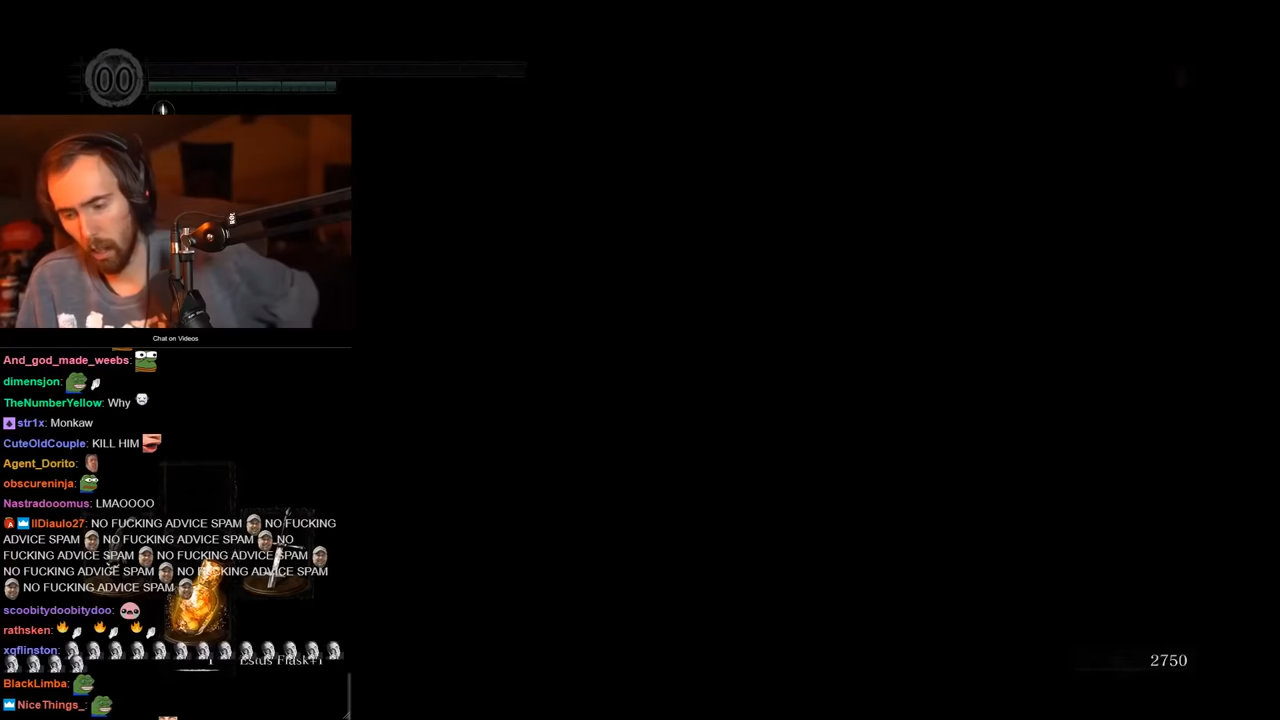 00
108
Chat on Videos
And_god_made_weebs:
dimensjon:
TheNumberYellow: Why
str1x: Monkaw
CuteOldCouple: KILL HIM
Agent_Dorito:
obscureninja:
Nastradooomus: LMAOOOO
IIDiaulo27: NO FUCKING ADVICE SPAM NO FUCKING
ADVICE SPAM NO FUCKING ADVICE SPAM NO
FUCKING ADVICE SPAM NO FUCKING ADVICE SPAM
NO FUCKING ADVICE SPAM NO FUCKING ADVICE SPAM
NO FUCKING ADVICE SPAM
scoobitydoobitydoo:
rathsken:
xqflinston:
Estus Flask+1
2750
BlackLimba:
NiceThings_: